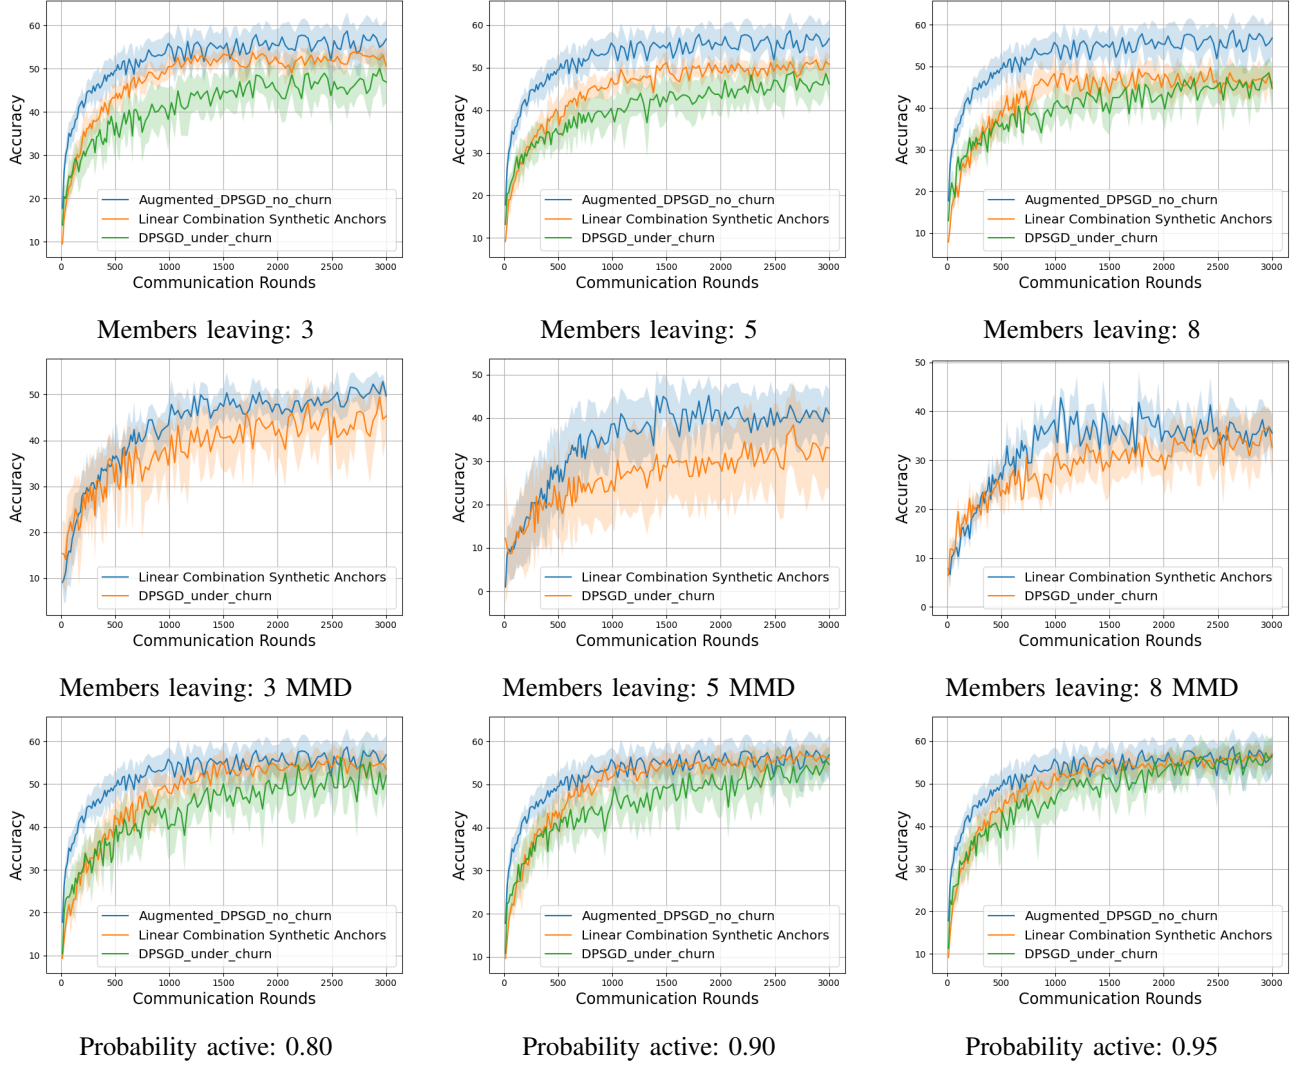 60
50
40
30
20
10
Accuracy
Augmented_DPSGD_no_churn
Linear Combination Synthetic Anchors
DPSGD_under_churn
0 500 1000 1500 2000 2500 3000
Communication Rounds
Members leaving: 3
60
50
40
30
20
10
Accuracy
Augmented_DPSGD_no_churn
Linear Combination Synthetic Anchors
DPSGD_under_churn
0 500 1000 1500 2000 2500 3000
Communication Rounds
Members leaving: 5
60
50
40
30
20
10
Accuracy
Augmented_DPSGD_no_churn
Linear Combination Synthetic Anchors
DPSGD_under_churn
0 500 1000 1500 2000 2500 3000
Communication Rounds
Members leaving: 8
50
40
30
20
10
Accuracy
Linear Combination Synthetic Anchors
DPSGD_under_churn
0 500 1000 1500 2000 2500 3000
Communication Rounds
Members leaving: 3 MMD
50
40
30
20
10
0
Accuracy
Linear Combination Synthetic Anchors
DPSGD_under_churn
0 500 1000 1500 2000 2500 3000
Communication Rounds
Members leaving: 5 MMD
50
40
30
20
10
0
Accuracy
Linear Combination Synthetic Anchors
DPSGD_under_churn
0 500 1000 1500 2000 2500 3000
Communication Rounds
Members leaving: 8 MMD
60
50
40
30
20
10
Accuracy
Augmented_DPSGD_no_churn
Linear Combination Synthetic Anchors
DPSGD_under_churn
0 500 1000 1500 2000 2500 3000
Communication Rounds
Probability active: 0.80
60
50
40
30
20
10
Accuracy
Augmented_DPSGD_no_churn
Linear Combination Synthetic Anchors
DPSGD_under_churn
0 500 1000 1500 2000 2500 3000
Communication Rounds
Probability active: 0.90
60
50
40
30
20
10
Accuracy
Augmented_DPSGD_no_churn
Linear Combination Synthetic Anchors
DPSGD_under_churn
0 500 1000 1500 2000 2500 3000
Communication Rounds
Probability active: 0.95